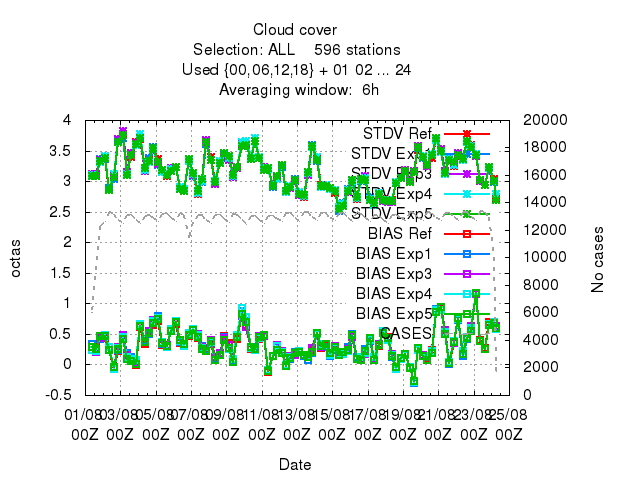 Cloud cover
Selection: ALL 596 stations
Used {00,06,12,18} + 01 02 ... 24
Averaging window: 6h
4
3.5
3
2.5
2
1.5
1
0.5
0
-0.5
octas
20000
18000
16000
14000
12000
10000
8000
6000
4000
2000
0
No cases
STDV Ref
STDV Exp1
STDV Exp3
STDV Exp4
STDV Exp5
BIAS Ref
BIAS Exp1
BIAS Exp3
BIAS Exp4
BIAS Exp5
CASES
01/08 03/08 05/08 07/08 09/08 11/08 13/08 15/08 17/08 19/08 21/08 23/08 25/08
00Z 00Z 00Z 00Z 00Z 00Z 00Z 00Z 00Z 00Z 00Z 00Z 00Z
Date